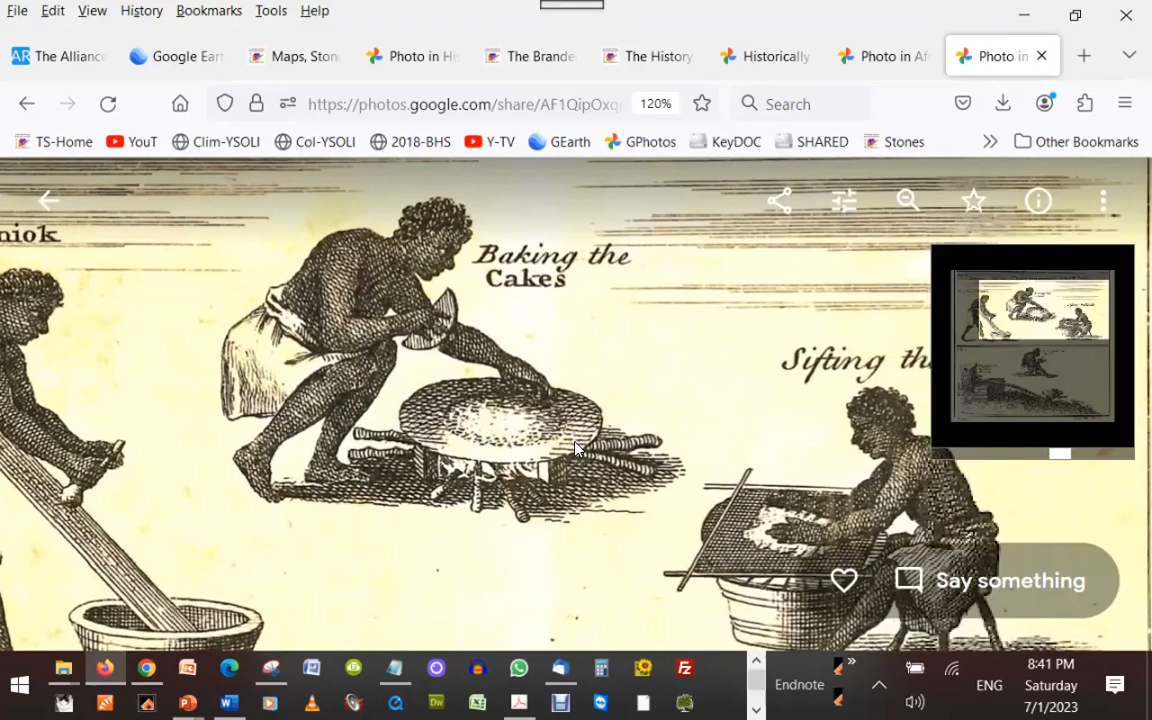 File Edit View History Bookmarks Tools Help
The Alliance Google Eart Maps, Ston Photo in Hi The Brande The History Historically Photo in Af Photo in
https://photos.google.com/share/AF1QipOxq 120% Search
TS-Home YouT Clim-YSOLI Col-YSOLI 2018-BHS Y-TV GEarth GPhotos KeyDOC SHARED Stones Other Bookmarks
niok
Baking the
Cakes
Sifting th
Say something
8:41 PM
Endnote ENG Saturday
7/1/2023